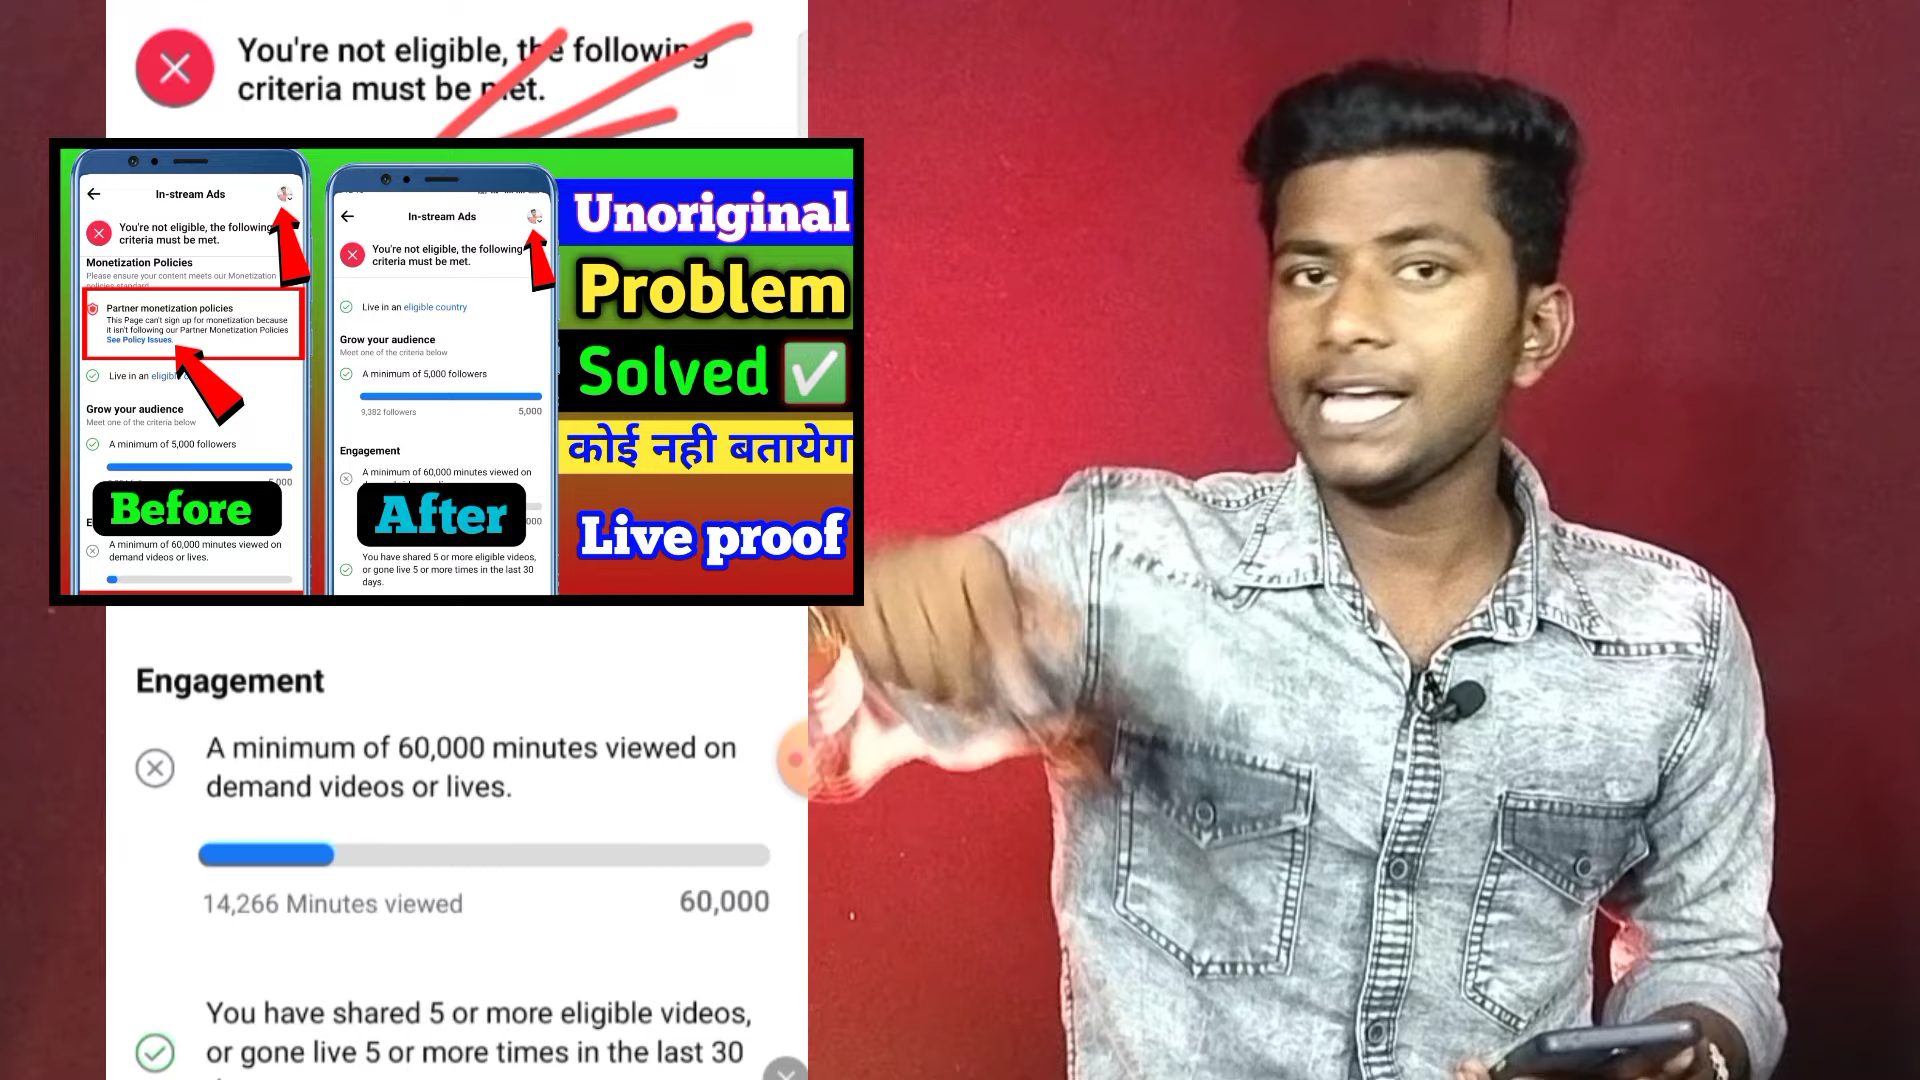 You're not eligible, the following
criteria must be met.
In-stream Ads
You're not eligible, the following
criteria must be met.
Monetization Policies
Please ensure your content meets our Monetization
policies standard
Partner monetization policies
This Page can't sign up for monetization because
it isn't following our Partner Monetization Policies
See Policy Issues.
Live in an eligible
Grow your audience
Meet one of the criteria below
A minimum of 5,000 followers
Before
A minimum of 60,000 minutes viewed on
demand videos or lives.
In-stream Ads
You're not eligible, the following
criteria must be met.
Live in an eligible country
Grow your audience
Meet one of the criteria below
A minimum of 5,000 followers
9,382 followers 5,000
Engagement
A minimum of 60,000 minutes viewed on
After
You have shared 5 or more eligible videos,
or gone live 5 or more times in the last 30
days.
Unoriginal
Problem
Solved
कोई नही बतायेग
Live proof
Engagement
A minimum of 60,000 minutes viewed on
demand videos or lives.
14,266 Minutes viewed 60,000
You have shared 5 or more eligible videos,
or gone live 5 or more times in the last 30